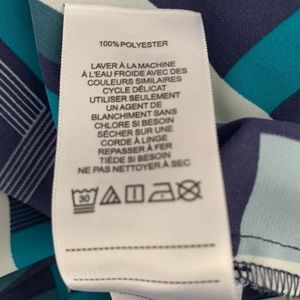 100% POLYESTER
LAVER À LA MACHINE
À L'EAU FROIDE AVEC DES
COULEURS SIMILAIRES
CYCLE DÉLICAT
UTILISER SEULEMENT
UN AGENT DE
BLANCHIMENT SANS
CHLORE SI BESOIN
SÉCHER SUR UNE
CORDE À LINGE
REPASSER À FER
TIÈDE SI BESOIN
NE PAS NETTOYER À SEC
30